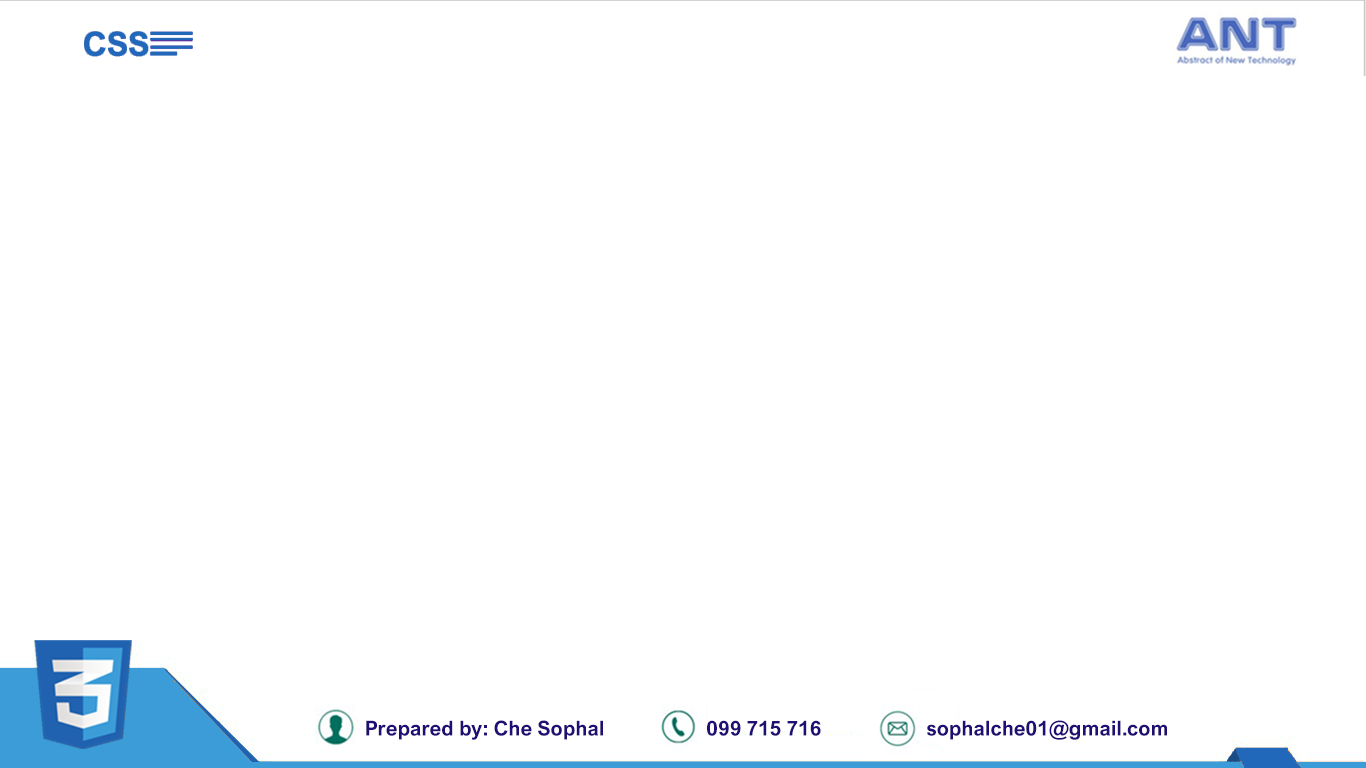 CSS
ANT
Abstract of New Technology
Prepared by: Che Sophal
099 715 716
sophalche01@gmail.com